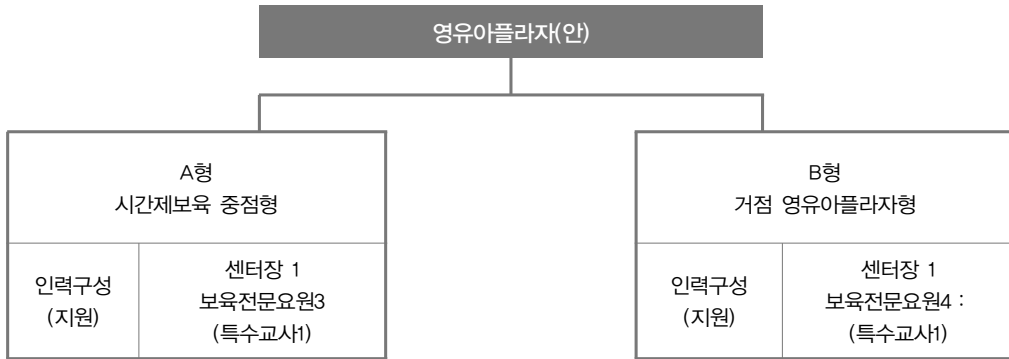 영유아플라자(안)
A형
시간제보육 중점형
인력구성
(지원)
센터장 1
보육전문요원3
(특수교사1)
B형
거점 영유아플라자형
인력구성
(지원)
센터장 1
보육전문요원4 :
(특수교사1)